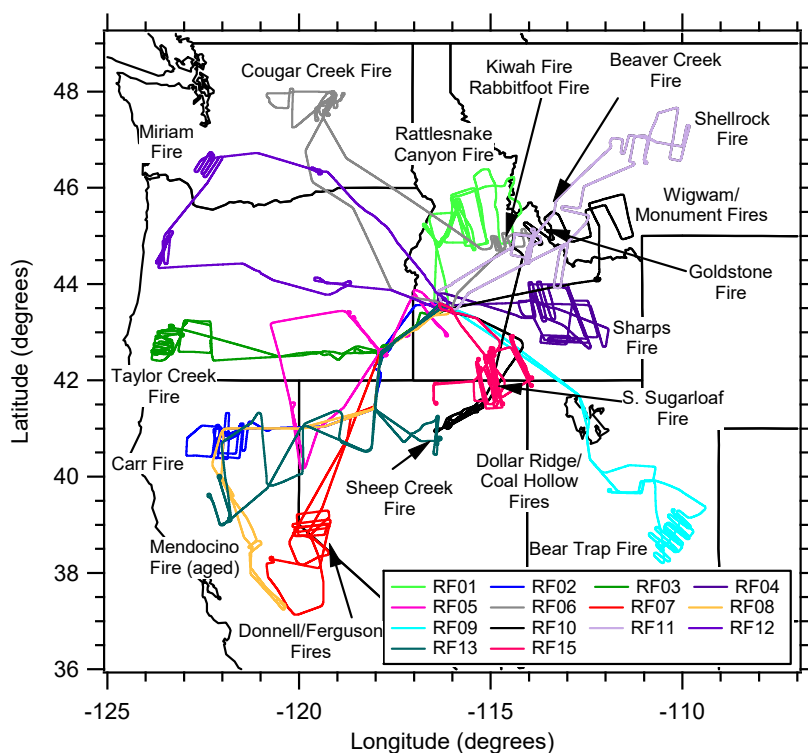 Cougar Creek Fire
Kiwah Fire
Rabbitfoot Fire
Beaver Creek
Fire
Shellrock
Fire
Miriam
Fire
Rattlesnake
Canyon Fire
Wigwam/
Monument Fires
Goldstone
Fire
Sharps
Fire
Taylor Creek
Fire
S. Sugarloaf
Fire
Carr Fire
Sheep Creek
Fire
Dollar Ridge/
Coal Hollow
Fires
Mendocino
Fire (aged)
Bear Trap Fire
Donnell/Ferguson
Fires
RF01 RF02 RF03 RF04
RF05 RF06 RF07 RF08
RF09 RF10 RF11 RF12
RF13 RF15
Latitude (degrees)
48
46
44
42
40
38
36
-125 -120 -115 -110
Longitude (degrees)